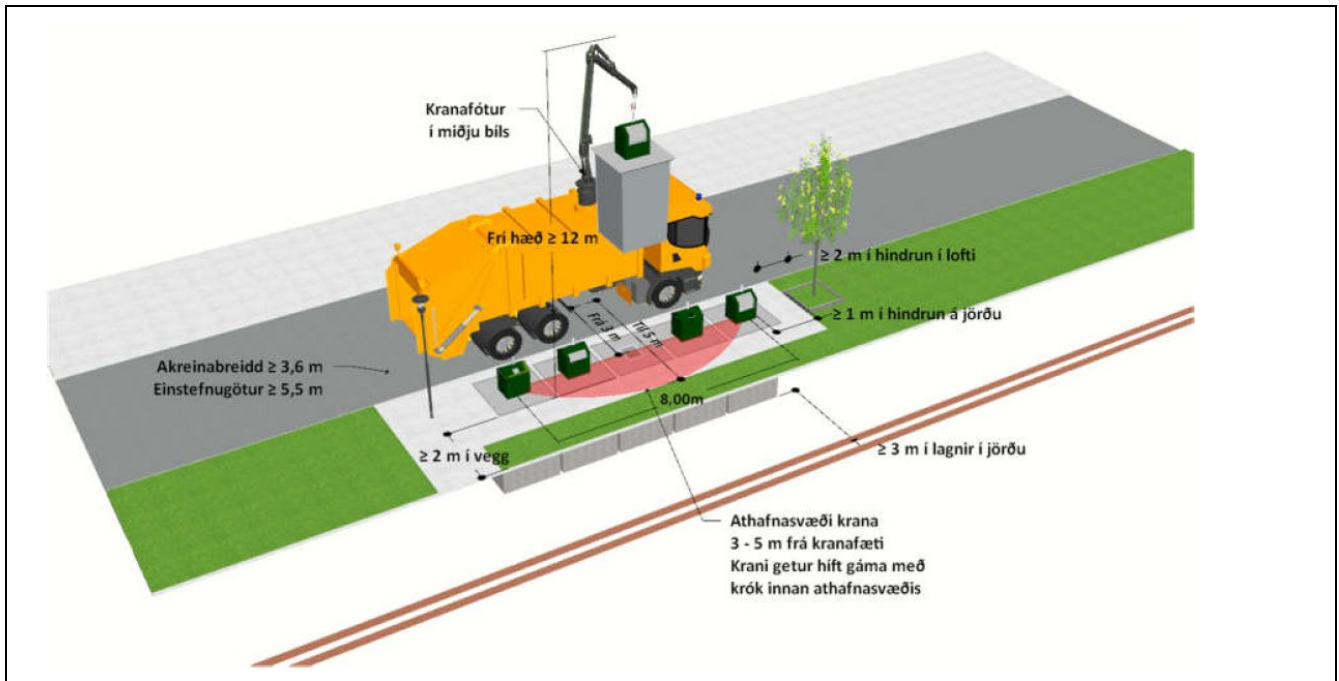 Kranafótur
í miðju bíls
Frí hæð ≥ 12 m
≥ 2 m í hindrun í lofti
≥ 1 m í hindrun á jörðu
Frá 3 m
Til 5 m
Akreinabreidd ≥ 3,6 m
Einstefnugötur ≥ 5,5 m
8,00m
≥ 2 m í vegg
≥ 3 m í lagnir í jörðu
Athafnasvæði krana
3 - 5 m frá kranafæti
Krani getur híft gáma með
krók innan athafnasvæðis